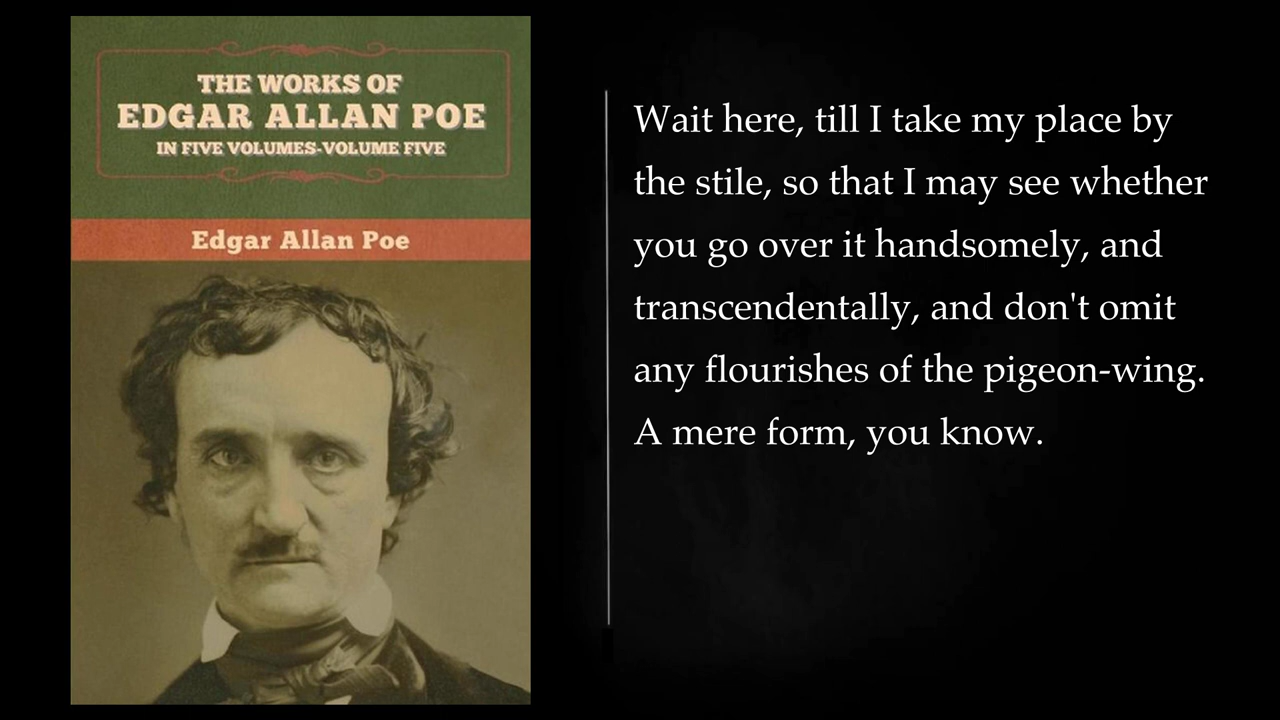 THE WORKS OF
EDGAR ALLAN POE
IN FIVE VOLUMES-VOLUME FIVE
Edgar Allan Poe
Wait here, till I take my place by
the stile, so that I may see whether
you go over it handsomely, and
transcendentally, and don't omit
any flourishes of the pigeon-wing.
A mere form, you know.